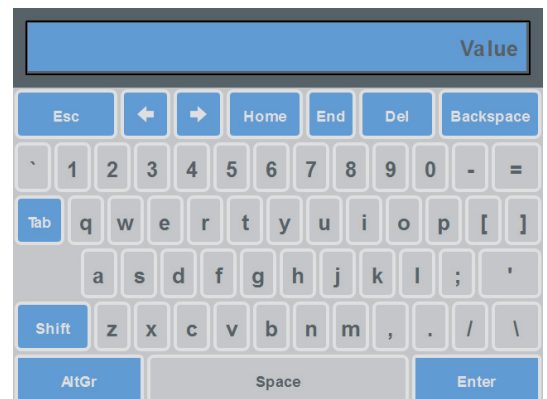 Value
Esc 🡄 🡆 Home End Del Backspace
` 1 2 3 4 5 6 7 8 9 0 - =
Tab q w e r t y u i o p [ ]
a s d f g h j k l ; '
Shift z x c v b n m , . / \
AltGr Space Enter